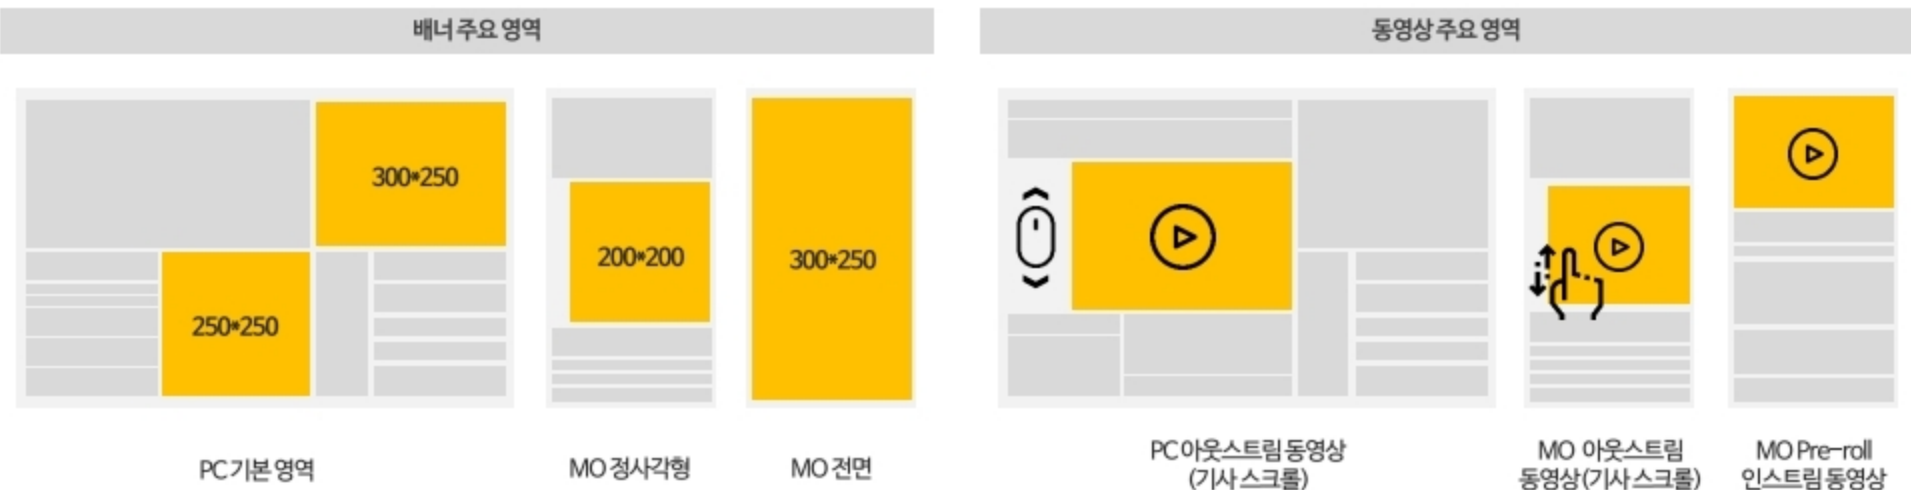 배너 주요 영역
300*250
250*250
PC 기본 영역
200*200
MO 정사각형
300*250
MO 전면
동영상 주요 영역
PC 아웃스트림 동영상
(기사 스크롤)
MO 아웃스트림
동영상 (기사 스크롤)
MO Pre-roll
인스트림 동영상